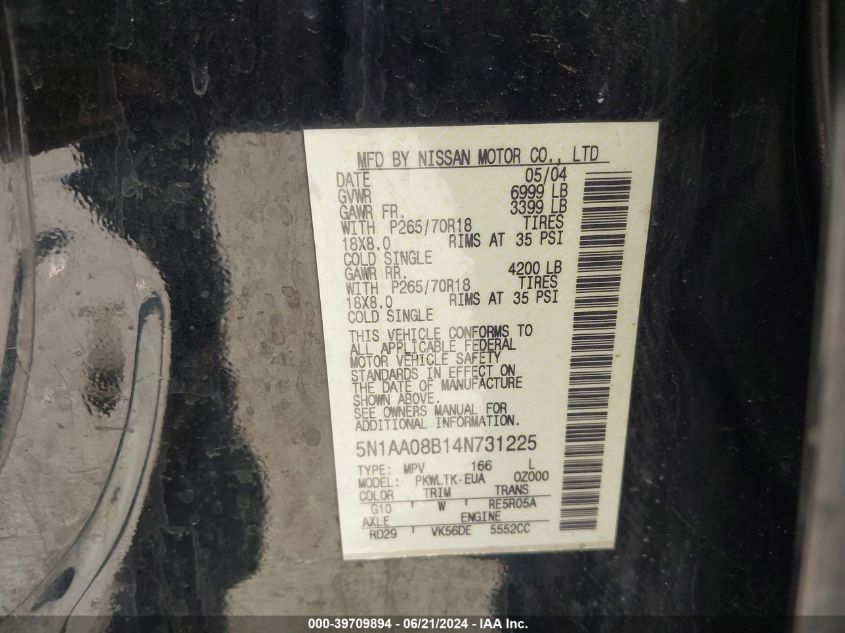 MFD BY NISSAN MOTOR CO., LTD
DATE 05/04
GVWR 6999 LB
GAWR FR. 3399 LB
WITH P265/70R18 TIRES
18X8.0 RIMS AT 35 PSI
COLD SINGLE
GAWR RR. 4200 LB
WITH P265/70R18 TIRES
18X8.0 RIMS AT 35 PSI
COLD SINGLE
THIS VEHICLE CONFORMS TO
ALL APPLICABLE FEDERAL
MOTOR VEHICLE SAFETY
STANDARDS IN EFFECT ON
THE DATE OF MANUFACTURE
SHOWN ABOVE.
SEE OWNERS MANUAL FOR
ADDITIONAL INFORMATION.
5N1AA08B14N731225
TYPE: MPV 166 L
MODEL: PKWLTK-EUA 0Z000
COLOR TRIM TRANS
G10 W RE5R05A
AXLE ENGINE
RD29 VK56DE 5552CC
000-39709894 - 06/21/2024 - IAA Inc.